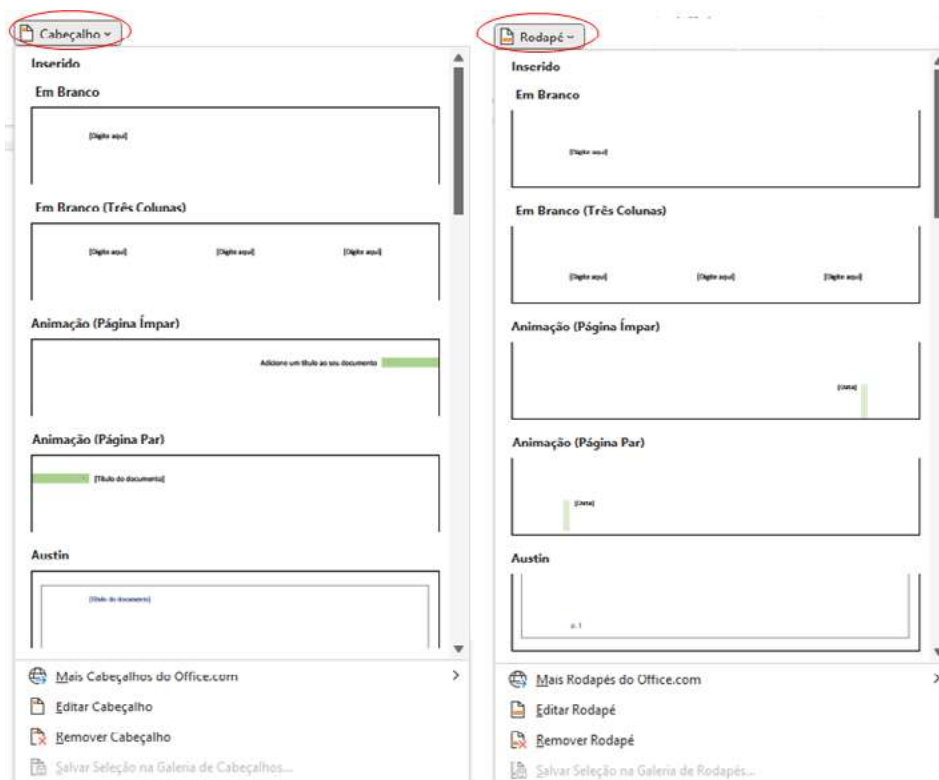 Cabeçalho
Inserido
Em Branco
[Digite aqui]
Em Branco (Três Colunas)
[Digite aqui] [Digite aqui] [Digite aqui]
Animação (Página Ímpar)
Adicione um título ao seu documento
Animação (Página Par)
[Título do documento]
Austin
[Título do documento]
Mais Cabeçalhos do Office.com
Editar Cabeçalho
Remover Cabeçalho
Salvar Seleção na Galeria de Cabeçalhos...
Rodapé
Inserido
Em Branco
[Digite aqui]
Em Branco (Três Colunas)
[Digite aqui] [Digite aqui] [Digite aqui]
Animação (Página Ímpar)
[Data]
Animação (Página Par)
[Data]
Austin
p. 1
Mais Rodapés do Office.com
Editar Rodapé
Remover Rodapé
Salvar Seleção na Galeria de Rodapés...